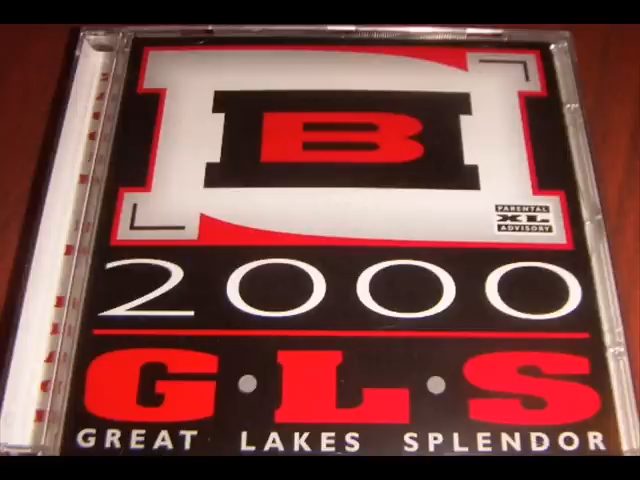 B
PARENTAL
XL
ADVISORY
2000
G·L·S
GREAT LAKES SPLENDOR